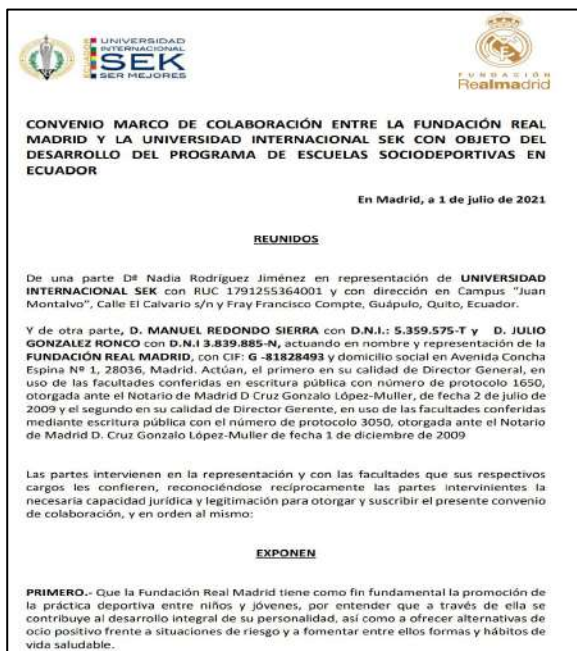 UNIVERSIDAD
INTERNACIONAL
SEK
SER MEJORES
ECUADOR
FUNDACIÓN
Realmadrid
CONVENIO MARCO DE COLABORACIÓN ENTRE LA FUNDACIÓN REAL
MADRID Y LA UNIVERSIDAD INTERNACIONAL SEK CON OBJETO DEL
DESARROLLO DEL PROGRAMA DE ESCUELAS SOCIODEPORTIVAS EN
ECUADOR
En Madrid, a 1 de julio de 2021
REUNIDOS
De una parte Dª Nadia Rodríguez Jiménez en representación de UNIVERSIDAD
INTERNACIONAL SEK con RUC 1791255364001 y con dirección en Campus "Juan
Montalvo", Calle El Calvario s/n y Fray Francisco Compte, Guápulo, Quito, Ecuador.
Y de otra parte, D. MANUEL REDONDO SIERRA con D.N.I.: 5.359.575-T y D. JULIO
GONZALEZ RONCO con D.N.I 3.839.885-N, actuando en nombre y representación de la
FUNDACIÓN REAL MADRID, con CIF: G -81828493 y domicilio social en Avenida Concha
Espina Nº 1, 28036, Madrid. Actúan, el primero en su calidad de Director General, en
uso de las facultades conferidas en escritura pública con número de protocolo 1650,
otorgada ante el Notario de Madrid D Cruz Gonzalo López-Muller, de fecha 2 de julio de
2009 y el segundo en su calidad de Director Gerente, en uso de las facultades conferidas
mediante escritura pública con el número de protocolo 3050, otorgada ante el Notario
de Madrid D. Cruz Gonzalo López-Muller de fecha 1 de diciembre de 2009
Las partes intervienen en la representación y con las facultades que sus respectivos
cargos les confieren, reconociéndose recíprocamente las partes intervinientes la
necesaria capacidad jurídica y legitimación para otorgar y suscribir el presente convenio
de colaboración, y en orden al mismo:
EXPONEN
PRIMERO.- Que la Fundación Real Madrid tiene como fin fundamental la promoción de
la práctica deportiva entre niños y jóvenes, por entender que a través de ella se
contribuye al desarrollo integral de su personalidad, así como a ofrecer alternativas de
ocio positivo frente a situaciones de riesgo y a fomentar entre ellos formas y hábitos de
vida saludable.